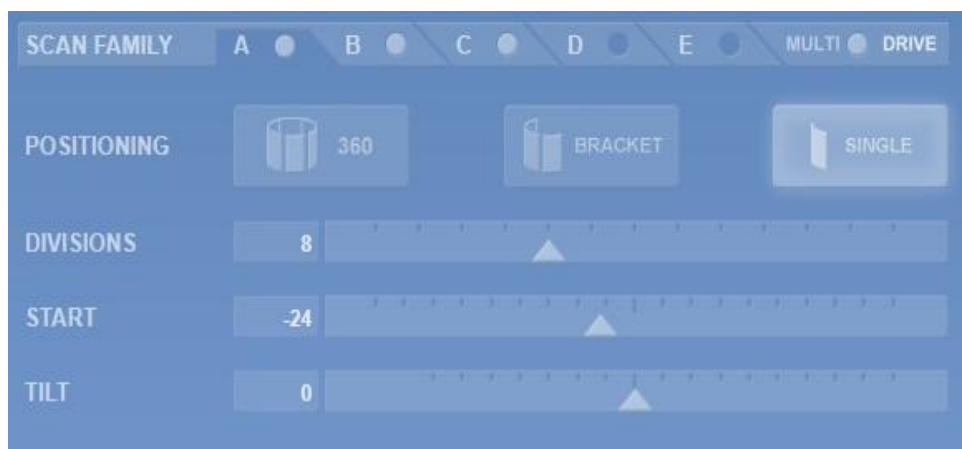 SCAN FAMILY A B C D E MULTI DRIVE
POSITIONING 360 BRACKET SINGLE
DIVISIONS 8
START -24
TILT 0